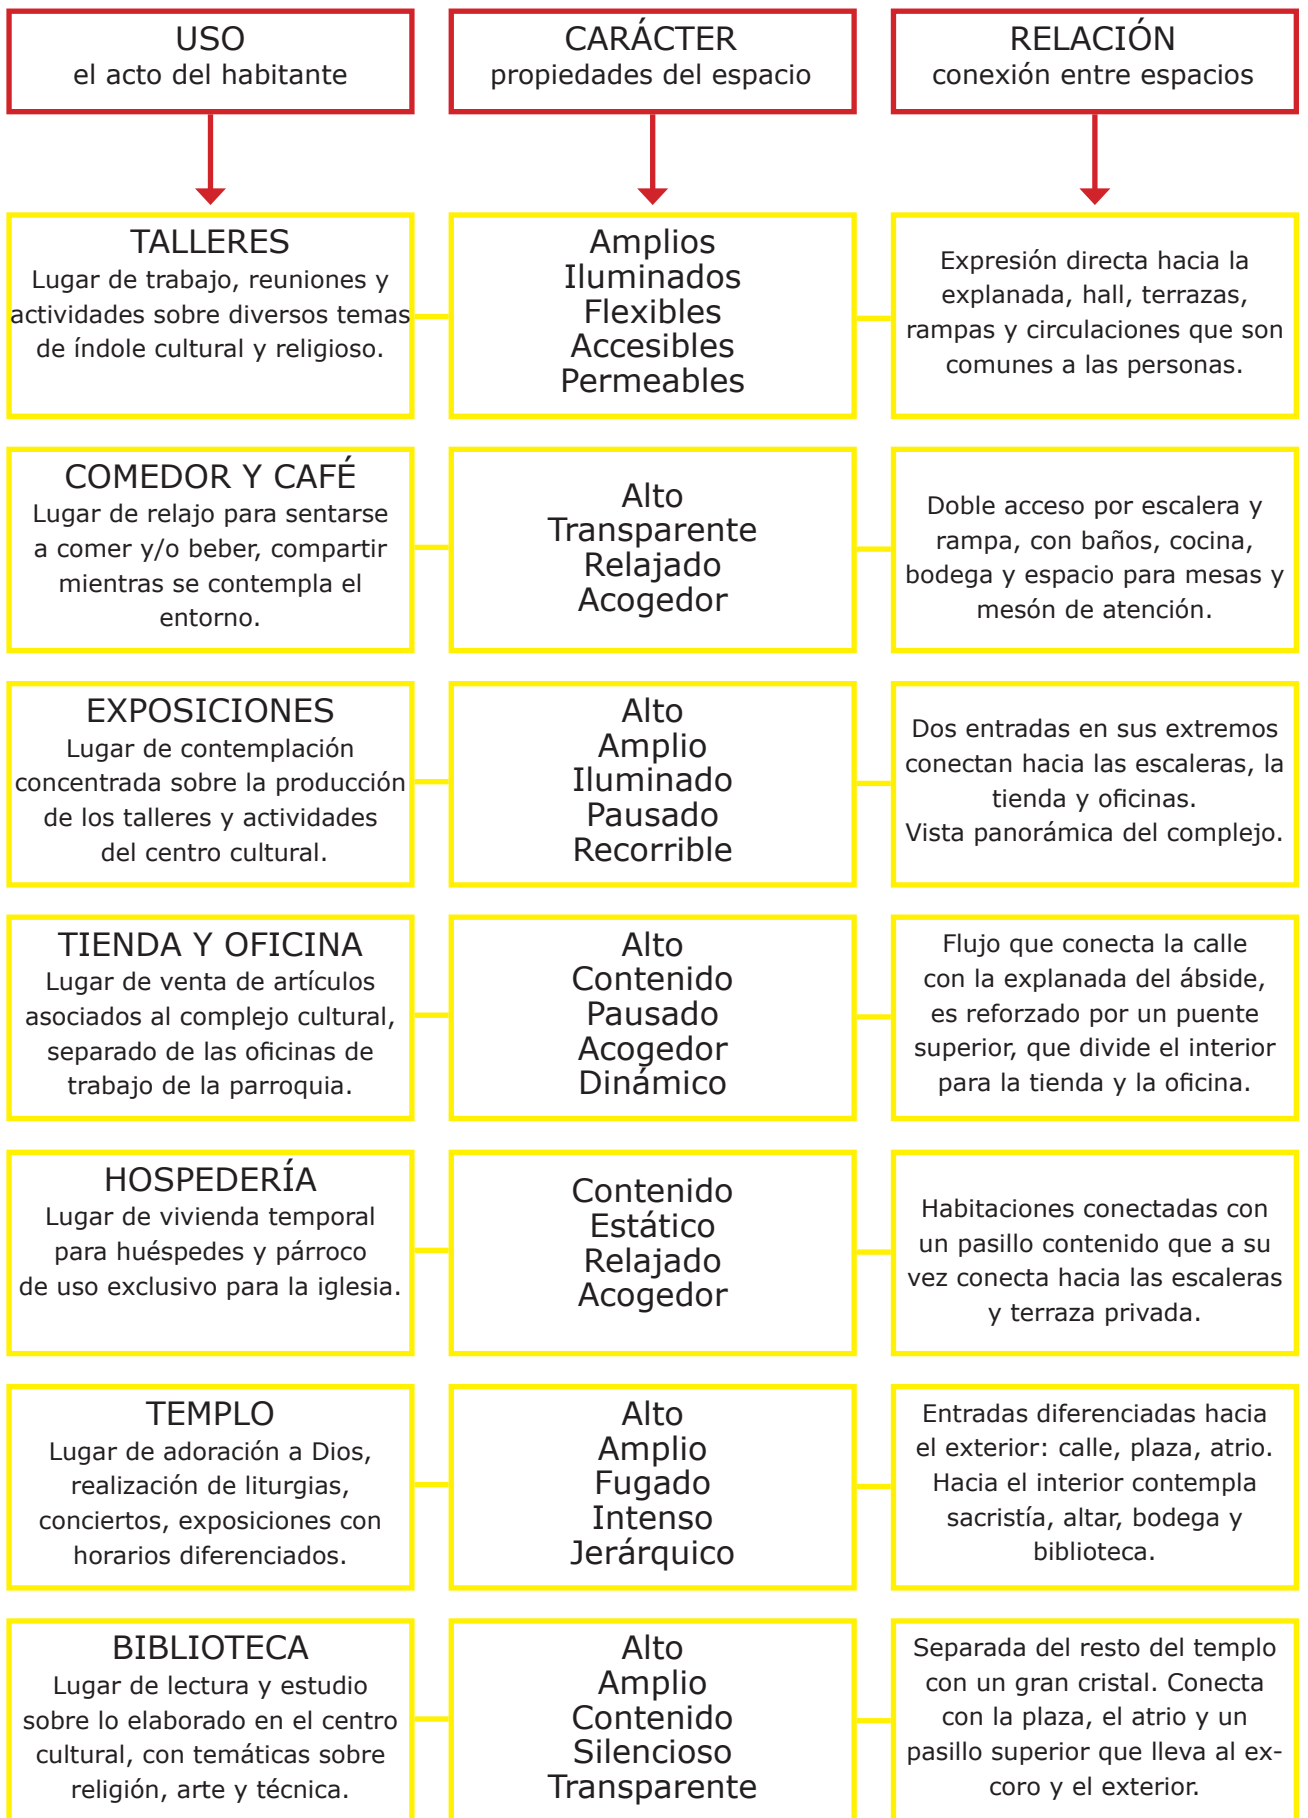 USO
el acto del habitante
CARÁCTER
propiedades del espacio
RELACIÓN
conexión entre espacios
TALLERES
Lugar de trabajo, reuniones y
actividades sobre diversos temas
de índole cultural y religioso.
Amplios
Iluminados
Flexibles
Accesibles
Permeables
Expresión directa hacia la
explanada, hall, terrazas,
rampas y circulaciones que son
comunes a las personas.
COMEDOR Y CAFÉ
Lugar de relajo para sentarse
a comer y/o beber, compartir
mientras se contempla el
entorno.
Alto
Transparente
Relajado
Acogedor
Doble acceso por escalera y
rampa, con baños, cocina,
bodega y espacio para mesas y
mesón de atención.
EXPOSICIONES
Lugar de contemplación
concentrada sobre la producción
de los talleres y actividades
del centro cultural.
Alto
Amplio
Iluminado
Pausado
Recorrible
Dos entradas en sus extremos
conectan hacia las escaleras, la
tienda y oficinas.
Vista panorámica del complejo.
TIENDA Y OFICINA
Lugar de venta de artículos
asociados al complejo cultural,
separado de las oficinas de
trabajo de la parroquia.
Alto
Contenido
Pausado
Acogedor
Dinámico
Flujo que conecta la calle
con la explanada del ábside,
es reforzado por un puente
superior, que divide el interior
para la tienda y la oficina.
HOSPEDERÍA
Lugar de vivienda temporal
para huéspedes y párroco
de uso exclusivo para la iglesia.
Contenido
Estático
Relajado
Acogedor
Habitaciones conectadas con
un pasillo contenido que a su
vez conecta hacia las escaleras
y terraza privada.
TEMPLO
Lugar de adoración a Dios,
realización de liturgias,
conciertos, exposiciones con
horarios diferenciados.
Alto
Amplio
Fugado
Intenso
Jerárquico
Entradas diferenciadas hacia
el exterior: calle, plaza, atrio.
Hacia el interior contempla
sacristía, altar, bodega y
biblioteca.
BIBLIOTECA
Lugar de lectura y estudio
sobre lo elaborado en el centro
cultural, con temáticas sobre
religión, arte y técnica.
Alto
Amplio
Contenido
Silencioso
Transparente
Separada del resto del templo
con un gran cristal. Conecta
con la plaza, el atrio y un
pasillo superior que lleva al ex-
coro y el exterior.